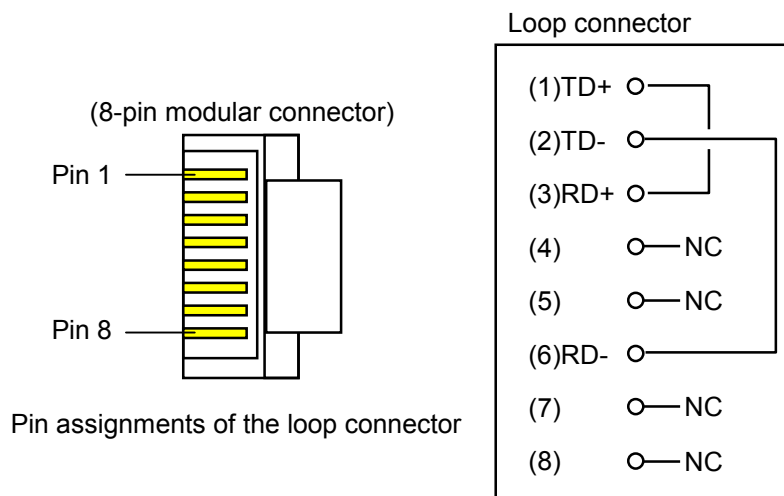 Loop connector
(8-pin modular connector)
Pin 1
Pin 8
Pin assignments of the loop connector
(1)TD+
(2)TD-
(3)RD+
(4) NC
(5) NC
(6)RD-
(7) NC
(8) NC